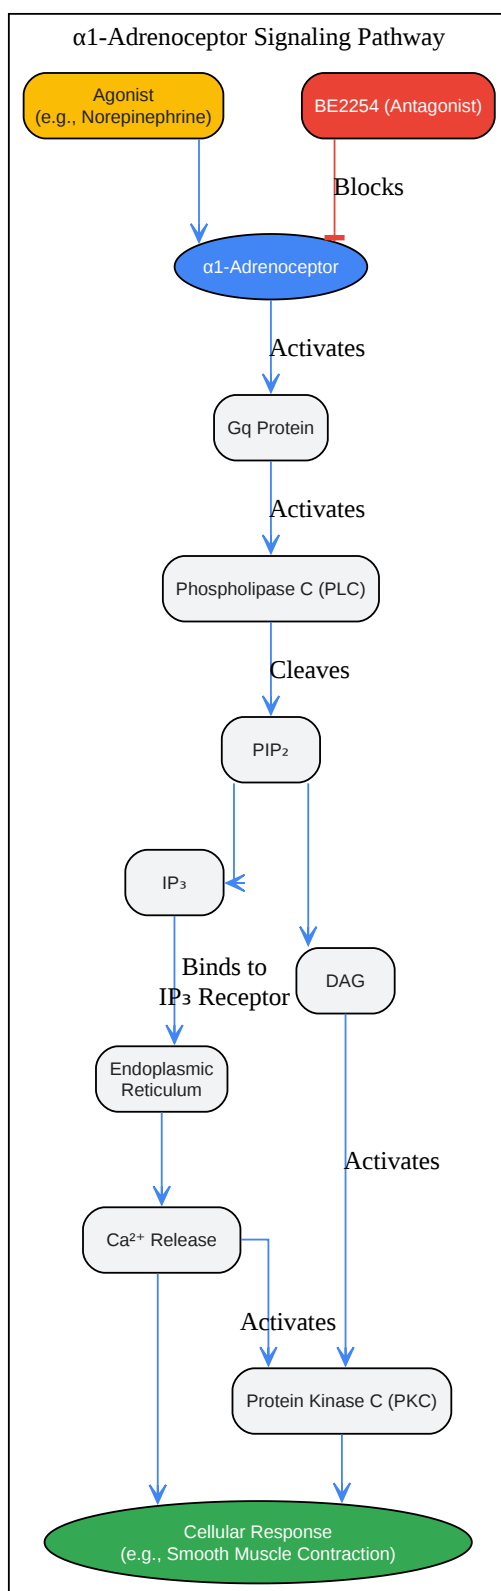 α1-Adrenoceptor Signaling Pathway
Agonist
(e.g., Norepinephrine)
BE2254 (Antagonist)
Blocks
α1-Adrenoceptor
Activates
Gq Protein
Activates
Phospholipase C (PLC)
Cleaves
PIP₂
IP₃
Binds to
IP₃ Receptor
DAG
Endoplasmic
Reticulum
Activates
Ca²⁺ Release
Activates
Protein Kinase C (PKC)
Cellular Response
(e.g., Smooth Muscle Contraction)